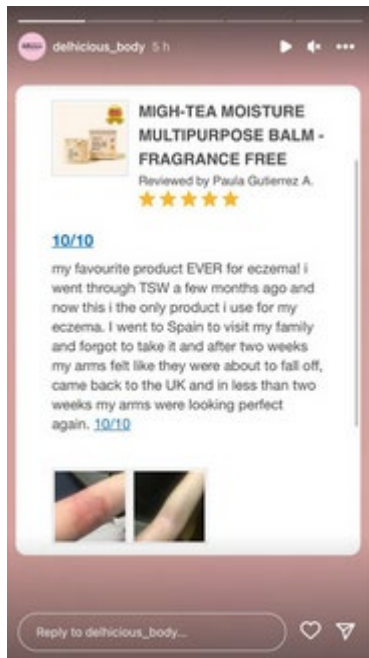 delhicious_body 5 h
MIGH-TEA MOISTURE
MULTIPURPOSE BALM -
FRAGRANCE FREE
Reviewed by Paula Gutierrez A.
10/10
my favourite product EVER for eczema! i
went through TSW a few months ago and
now this i the only product i use for my
eczema. I went to Spain to visit my family
and forgot to take it and after two weeks
my arms felt like they were about to fall off,
came back to the UK and in less than two
weeks my arms were looking perfect
again. 10/10
Reply to delhicious_body...